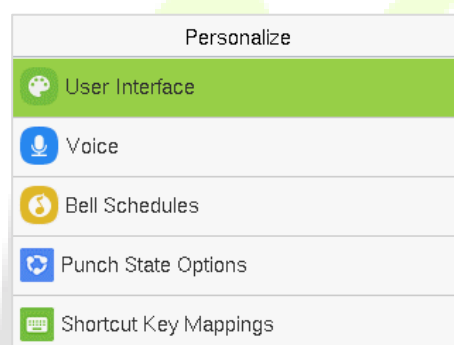 Personalize
User Interface
Voice
Bell Schedules
Punch State Options
Shortcut Key Mappings